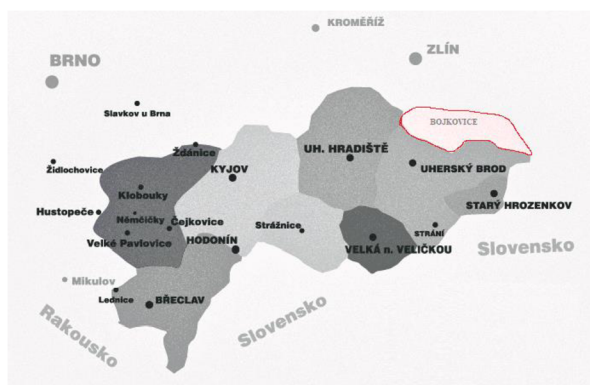 KROMĚŘÍŽ
BRNO
ZLÍN
Slavkov u Brna
BOJKOVICE
Ždánice
UH. HRADIŠTĚ
Židlochovice
KYJOV
UHERSKÝ BROD
Klobouky
STARÝ HROZENKOV
Hustopeče
Němčičky
Čejkovice
Strážnice
STRÁNÍ
Velké Pavlovice
HODONÍN
VELKÁ n. VELIČKOU
Slovensko
Mikulov
Lednice
BŘECLAV
Rakousko
Slovensko